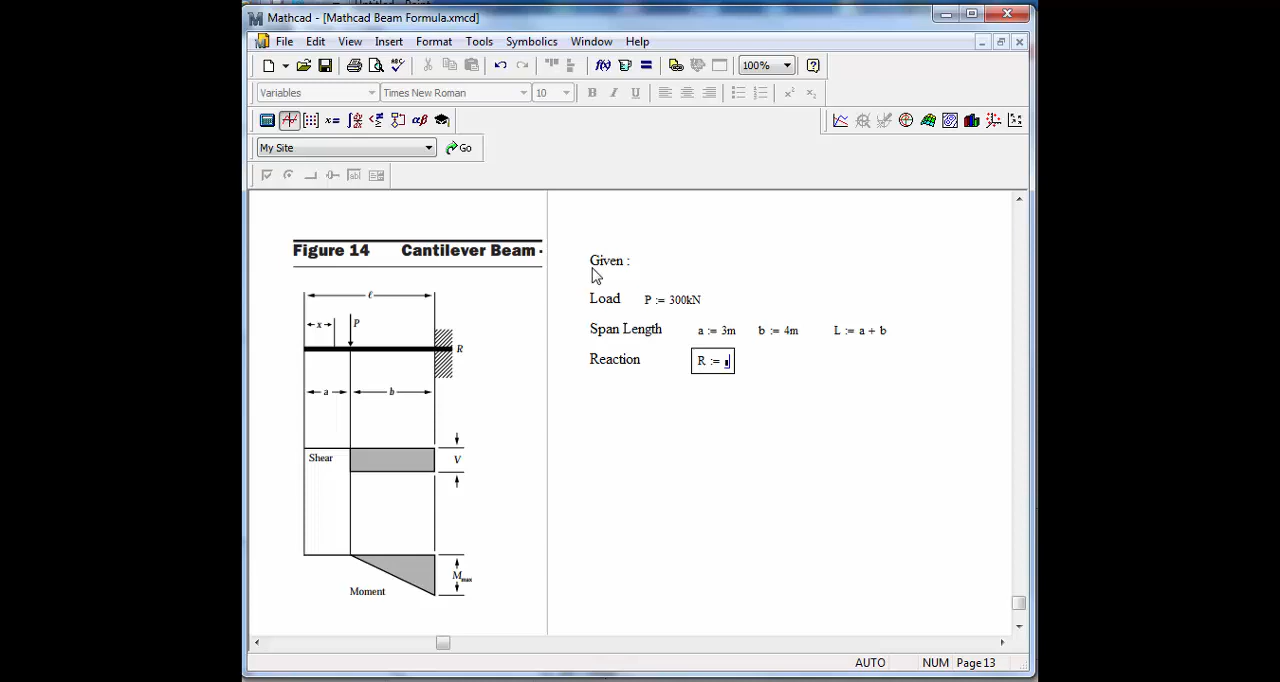 Mathcad - [Mathcad Beam Formula.xmcd]
File Edit View Insert Format Tools Symbolics Window Help
100%
Variables Times New Roman 10 B I U
My Site Go
Figure 14 Cantilever Beam -
Given :
Load P := 300kN
Span Length a := 3m b := 4m L := a + b
Reaction R :=
ℓ
x P
R
a b
Shear V
Moment M max
AUTO NUM Page 13